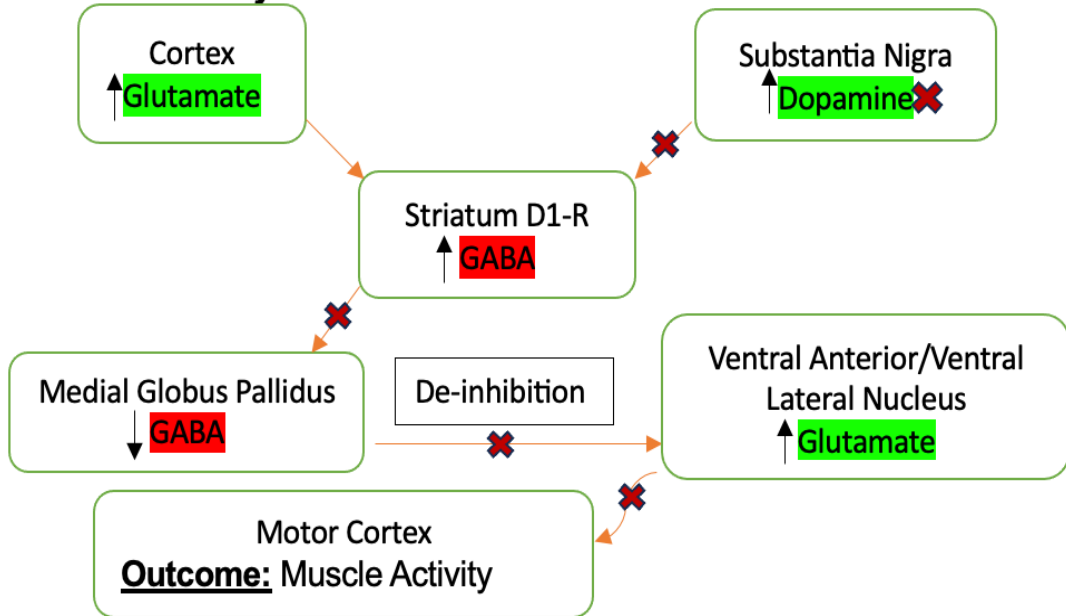 Cortex
Glutamate
Substantia Nigra
Dopamine
Striatum D1-R
GABA
Medial Globus Pallidus
GABA
De-inhibition
Ventral Anterior/Ventral
Lateral Nucleus
Glutamate
Motor Cortex
Outcome: Muscle Activity